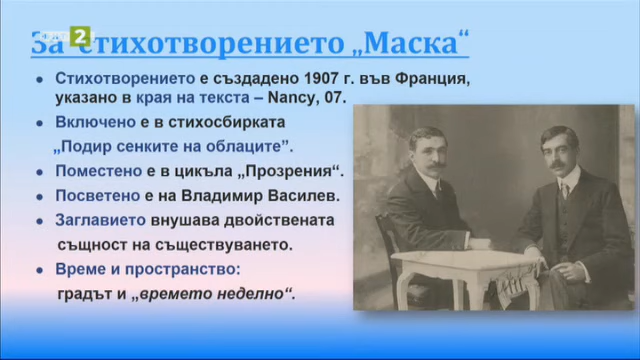 2
За стихотворението „Маска“
• Стихотворението е създадено 1907 г. във Франция,
указано в края на текста – Nancy, 07.
• Включено е в стихосбирката
„Подир сенките на облаците”.
• Поместено е в цикъла „Прозрения“.
• Посветено е на Владимир Василев.
• Заглавието внушава двойствената
същност на съществуването.
• Време и пространство:
градът и „времето неделно“.